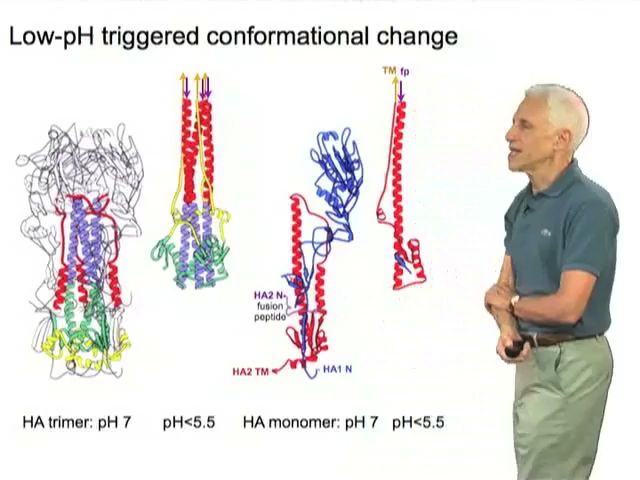 Low-pH triggered conformational change
TM fp
HA2 N-
fusion
peptide
HA2 TM
HA1 N
HA trimer: pH 7
pH<5.5
HA monomer: pH 7
pH<5.5